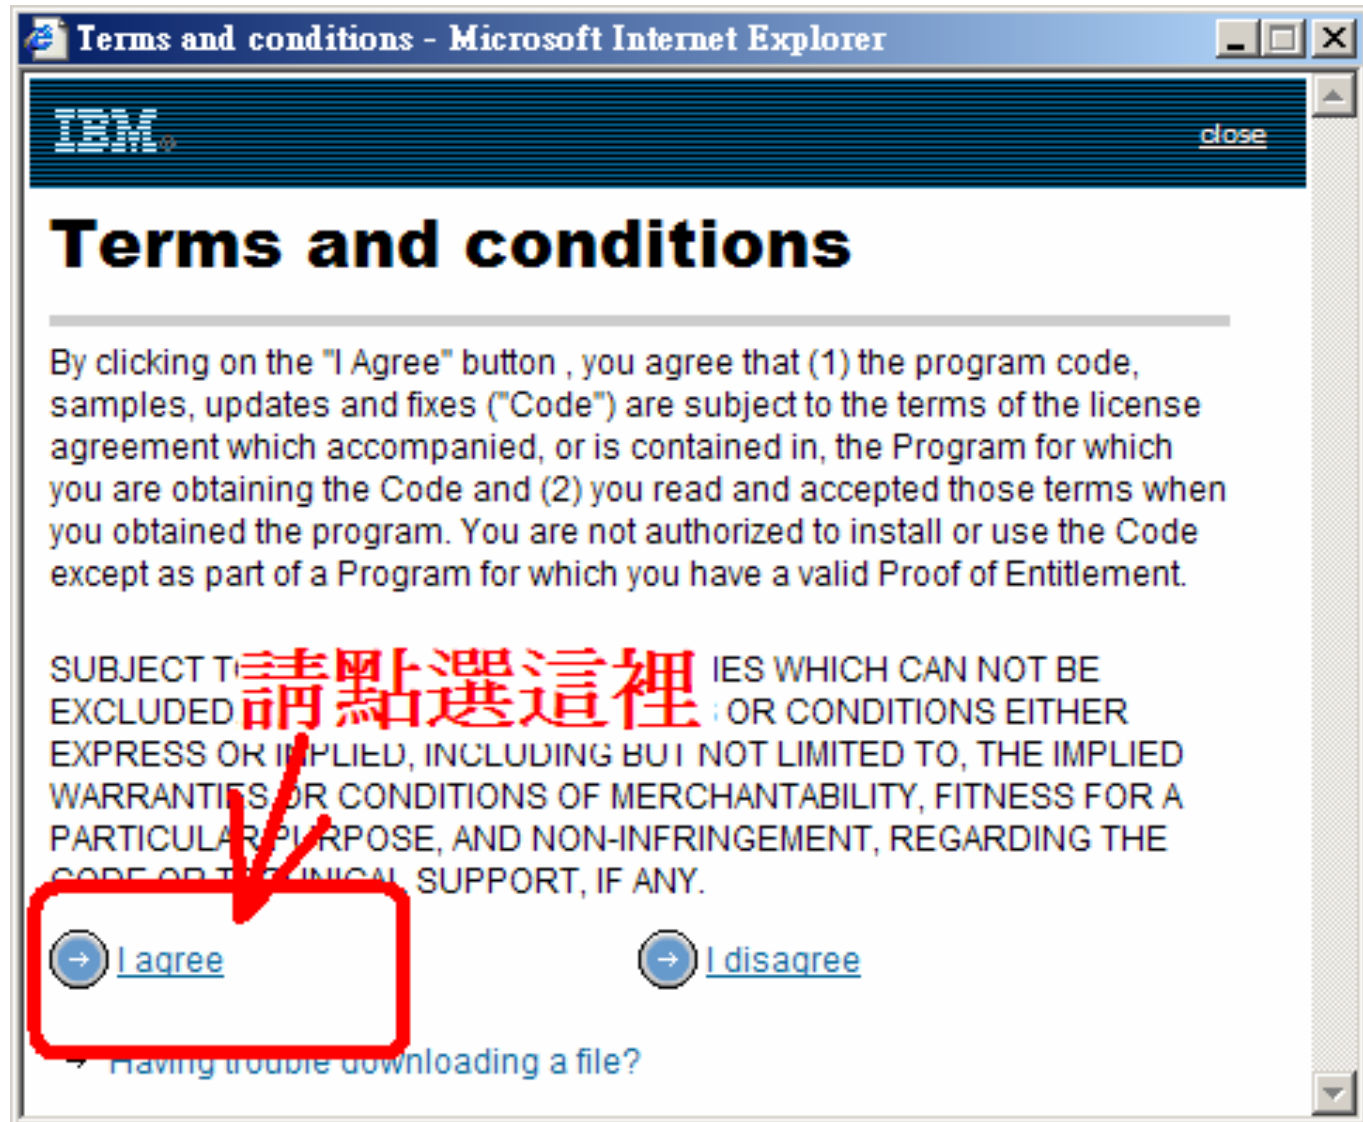 Terms and conditions - Microsoft Internet Explorer
IBM
close
Terms and conditions
By clicking on the "I Agree" button , you agree that (1) the program code,
samples, updates and fixes ("Code") are subject to the terms of the license
agreement which accompanied, or is contained in, the Program for which
you are obtaining the Code and (2) you read and accepted those terms when
you obtained the program. You are not authorized to install or use the Code
except as part of a Program for which you have a valid Proof of Entitlement.
請點選這裡
SUBJECT WHICH CAN NOT BE
EXCLUDED OR CONDITIONS EITHER
EXPRESS OR IMPLIED, INCLUDING BUT NOT LIMITED TO, THE IMPLIED
WARRANTIES OR CONDITIONS OF MERCHANTABILITY, FITNESS FOR A
PARTICULAR PURPOSE, AND NON-INFRINGEMENT, REGARDING THE
CODE OR TECHNICAL SUPPORT, IF ANY.
I agree
I disagree
Having trouble downloading a file?